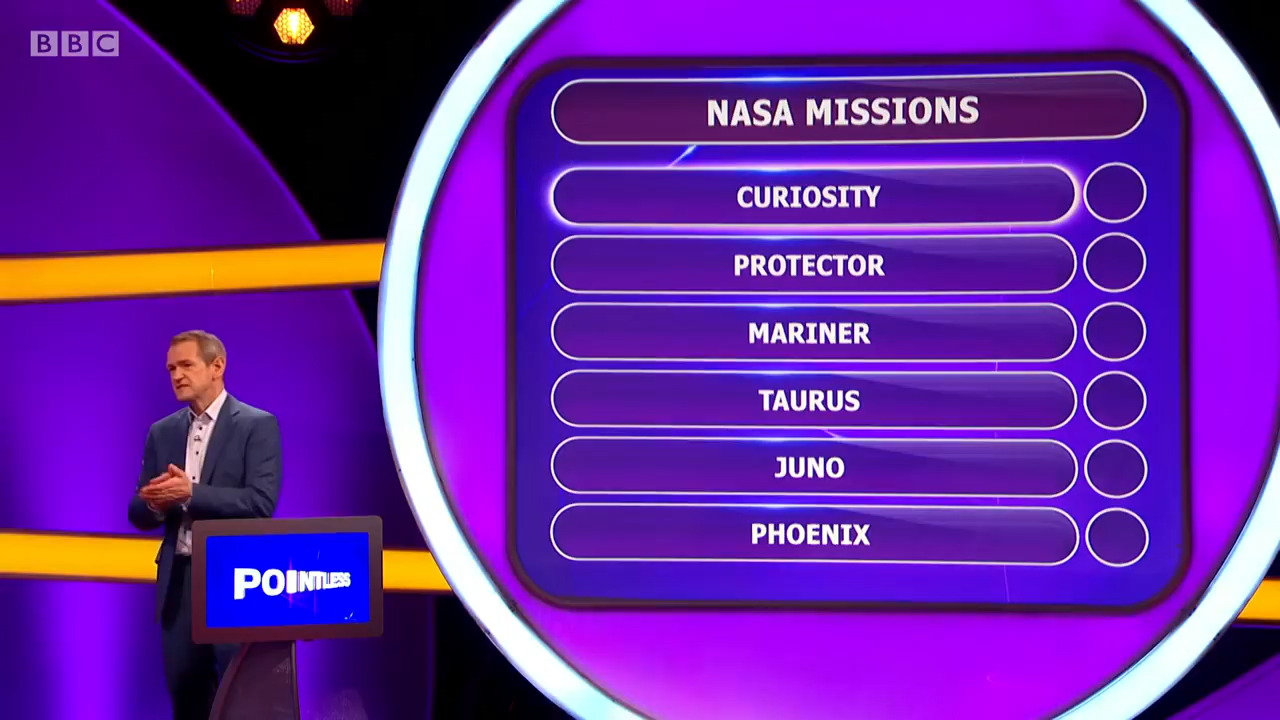 BBC
NASA MISSIONS
CURIOSITY
PROTECTOR
MARINER
TAURUS
JUNO
PHOENIX
POINTLESS